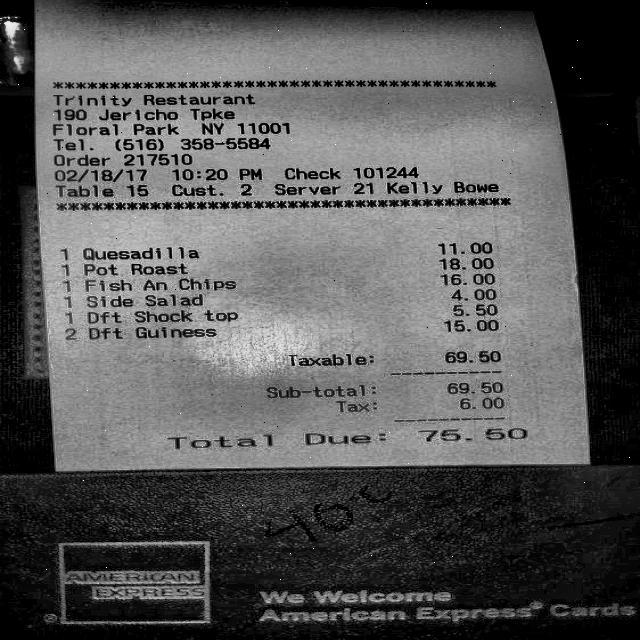 ****************************************
Trinity Restaurant
190 Jericho Tpke
Floral Park NY 11001
Tel. (516) 358-5584
Order 217510
02/18/17 10:20 PM Check 101244
Table 15 Cust. 2 Server 21 Kelly Bowe
****************************************
1 Quesadilla 11.00
1 Pot Roast 18.00
1 Fish An Chips 16.00
1 Side Salad 4.00
1 Dft Shock top 5.50
2 Dft Guiness 15.00
Taxable: 69.50
Sub-total: 69.50
Tax: 6.00
Total Due: 75.50
AMERICAN
EXPRESS
We Welcome
American Express® Cards